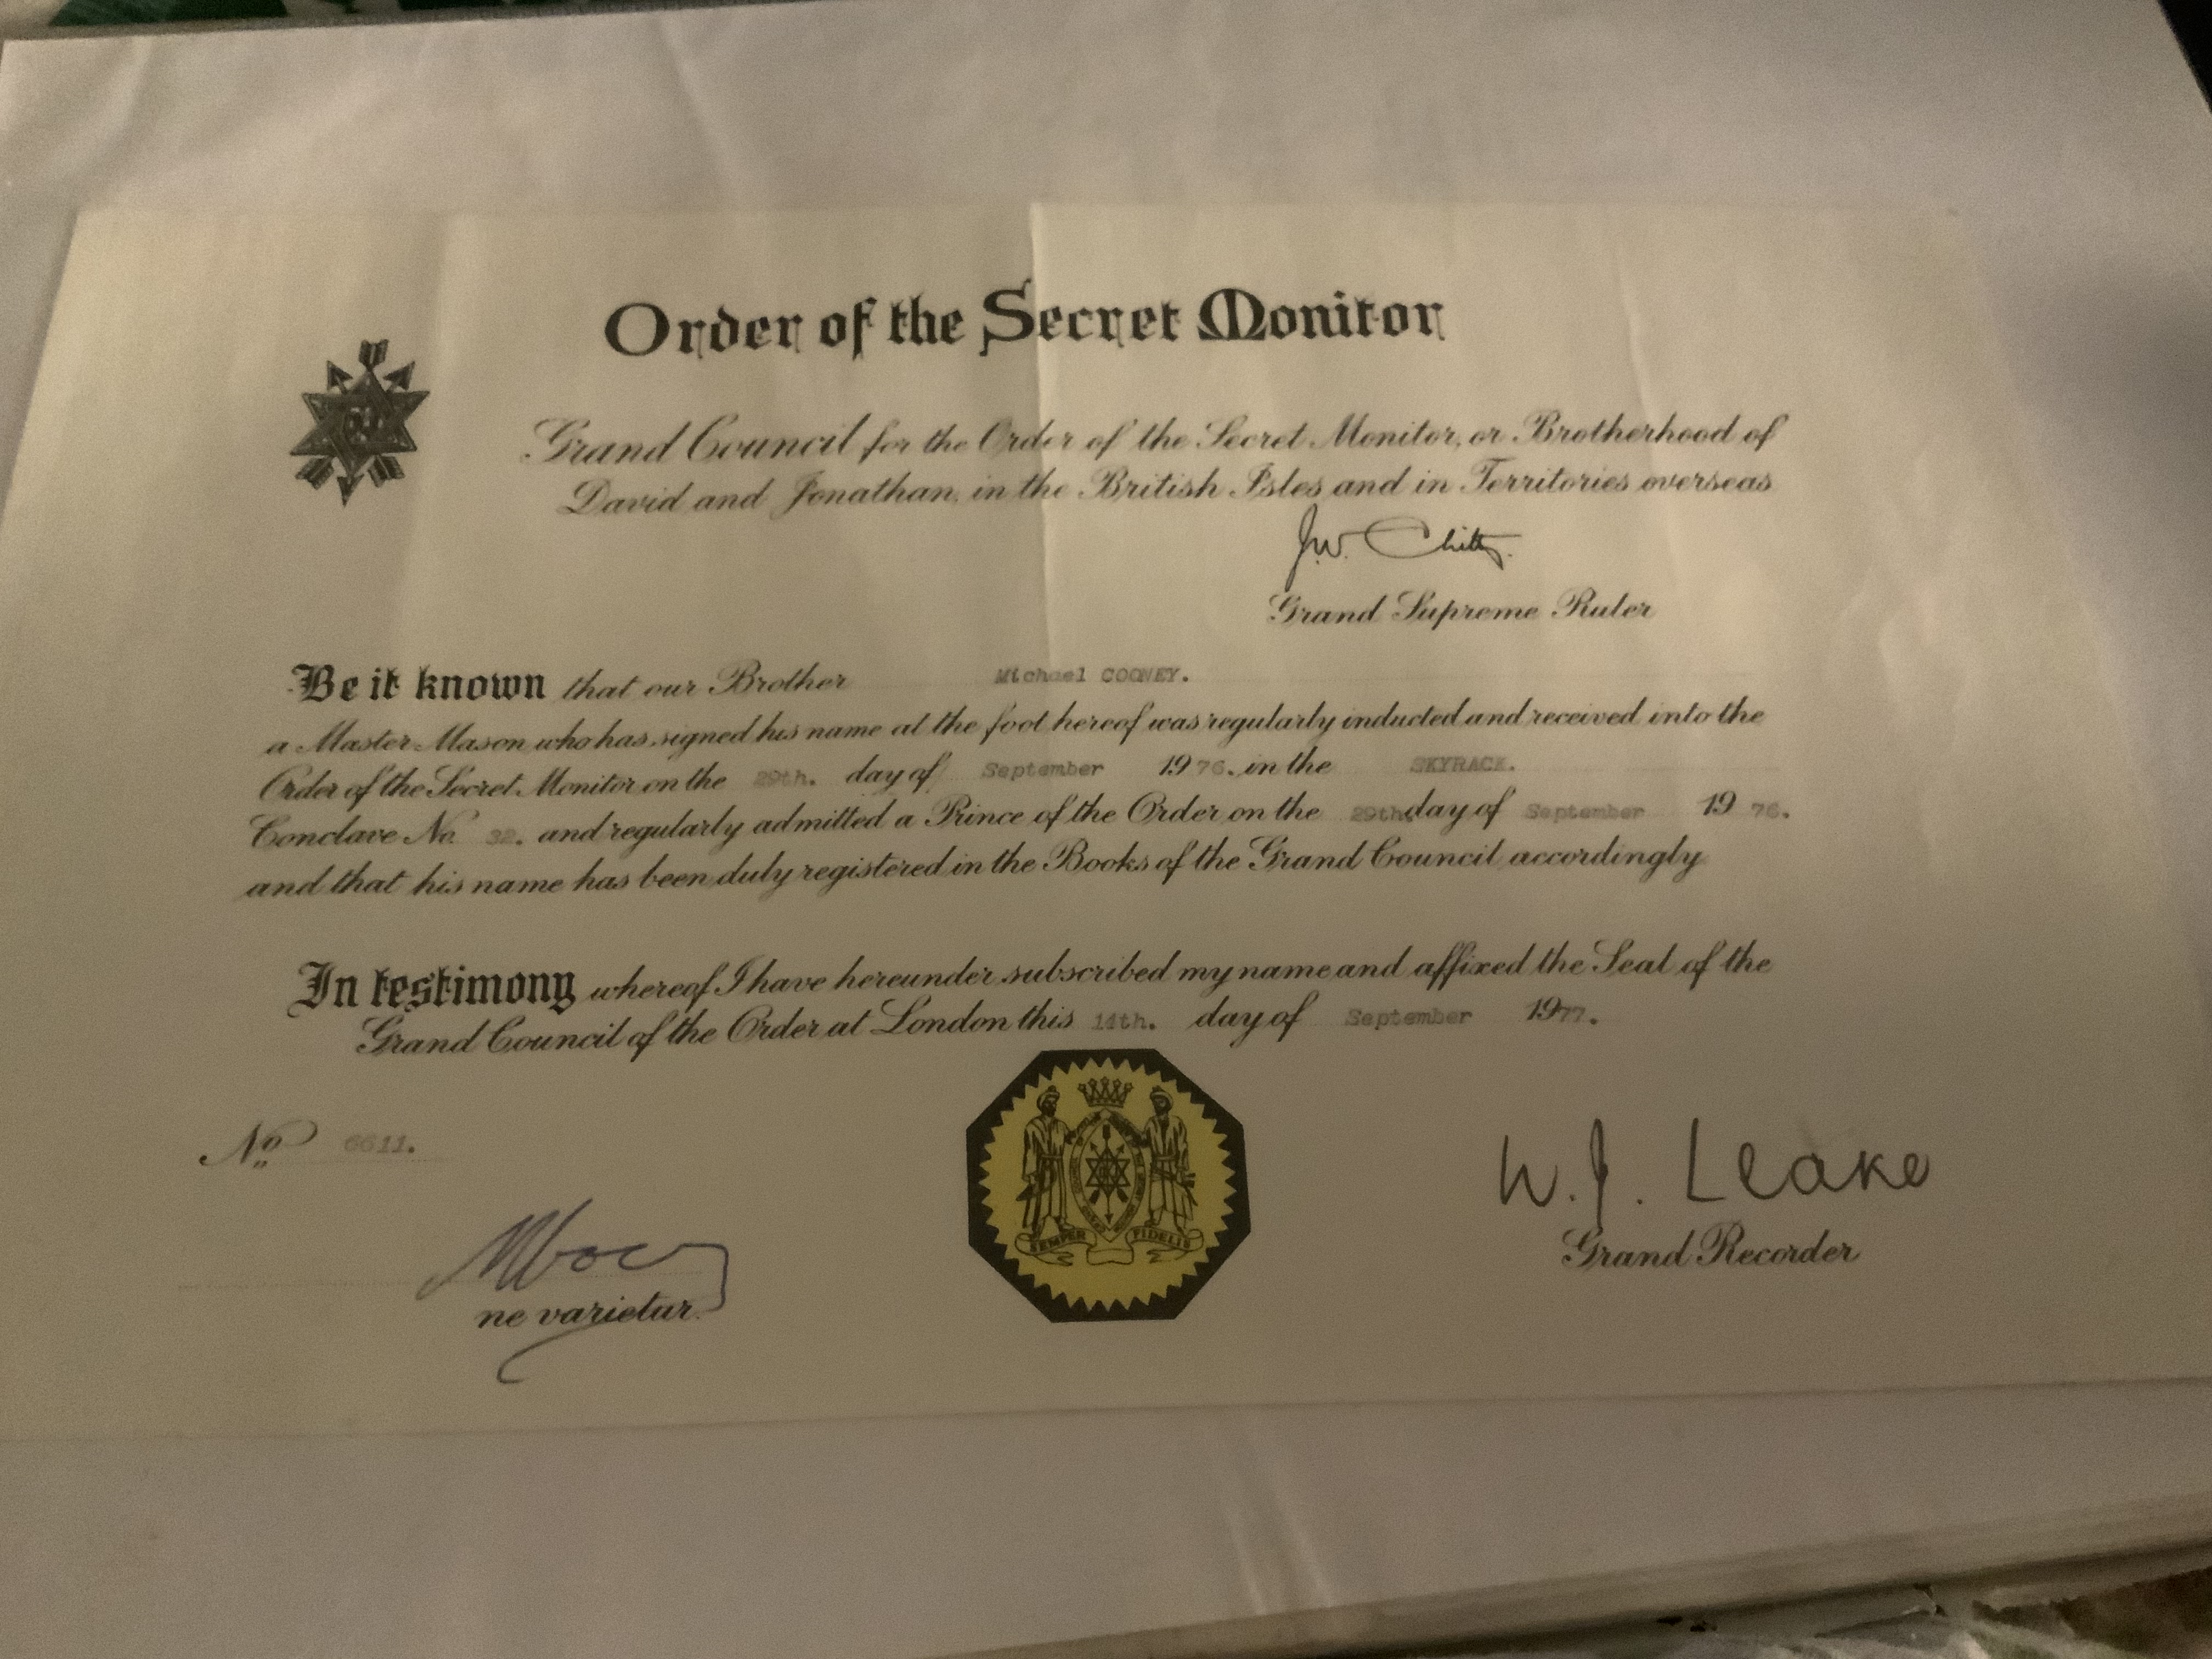 Order of the Secret Monitor
Grand Council for the Order of the Secret Monitor, or Brotherhood of
David and Jonathan, in the British Isles and in Territories overseas
J.W. Chitty.
Grand Supreme Ruler
Be it known that our Brother Michael COONEY.
a Master Mason who has signed his name at the foot hereof was regularly inducted and received into the
Order of the Secret Monitor on the 29th. day of September 1976. in the SKYRACK.
Conclave No. 32. and regularly admitted a Prince of the Order on the 29th. day of September 1976.
and that his name has been duly registered in the Books of the Grand Council accordingly
In testimony whereof I have hereunder subscribed my name and affixed the Seal of the
Grand Council of the Order at London this 14th. day of September 1977.
No 6611.
SEMPER FIDELIS
W. J. Leake
Grand Recorder
ne varietur.